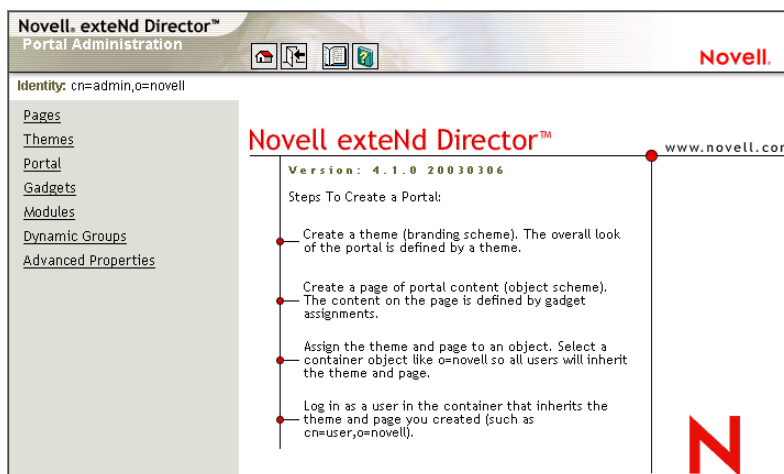 Novell® exteNd Director™
Portal Administration
Novell®
Identity: cn=admin,o=novell
Pages
Themes
Portal
Gadgets
Modules
Dynamic Groups
Advanced Properties
Novell exteNd Director™
www.novell.com
Version: 4.1.0 20030306
Steps To Create a Portal:
Create a theme (branding scheme). The overall look
of the portal is defined by a theme.
Create a page of portal content (object scheme).
The content on the page is defined by gadget
assignments.
Assign the theme and page to an object. Select a
container object like o=novell so all users will inherit
the theme and page.
Log in as a user in the container that inherits the
theme and page you created (such as
cn=user,o=novell).
N